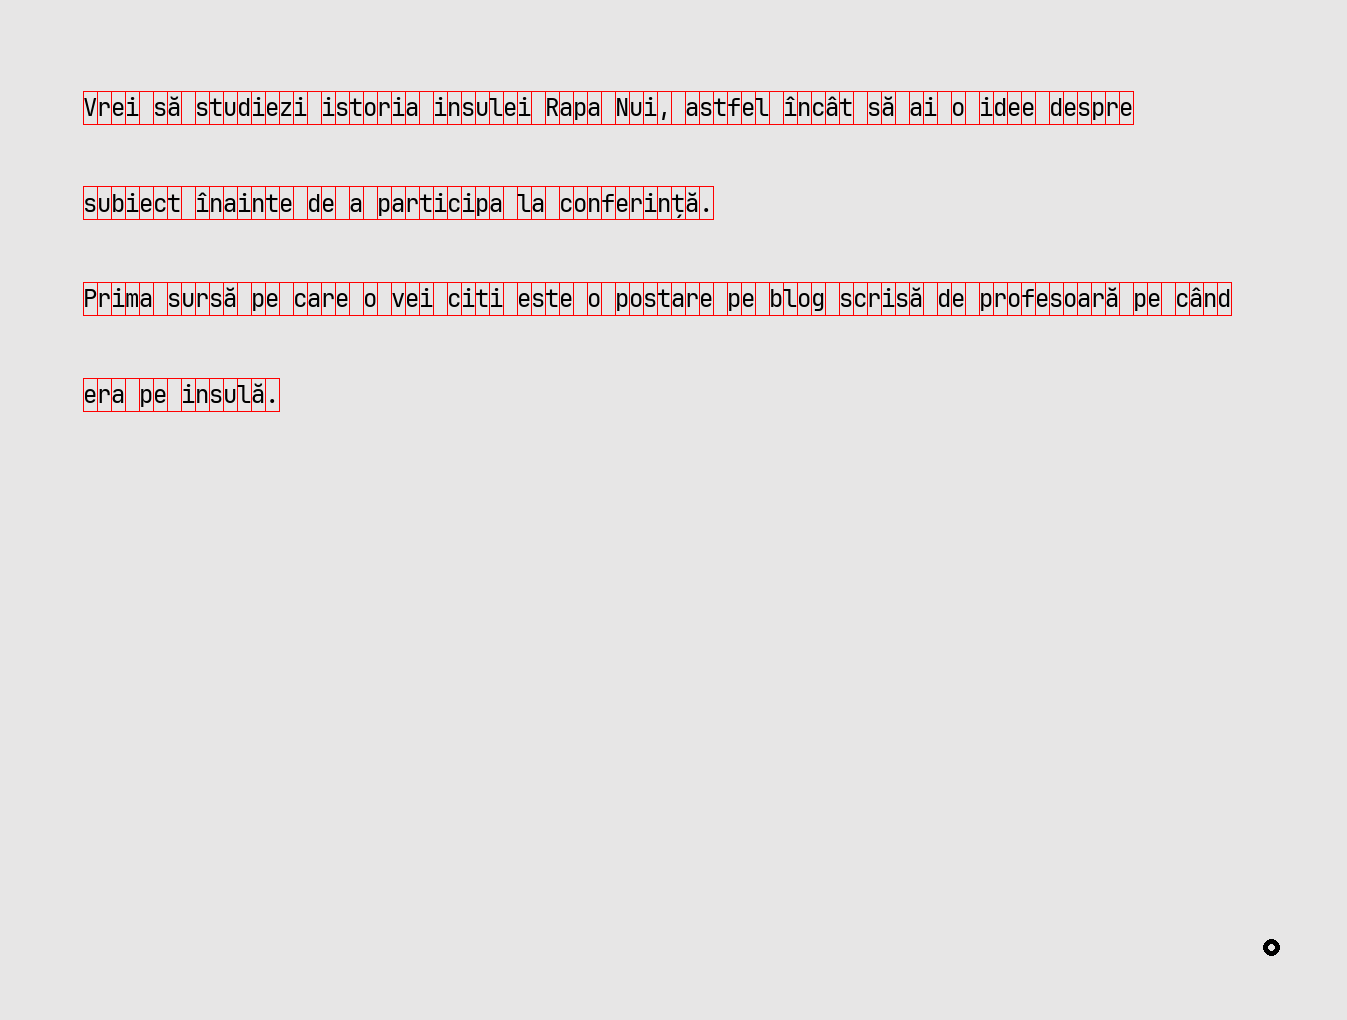 Vrei să studiezi istoria insulei Rapa Nui, astfel încât să ai o idee despre
subiect înainte de a participa la conferință.
Prima sursă pe care o vei citi este o postare pe blog scrisă de profesoară pe când
era pe insulă.